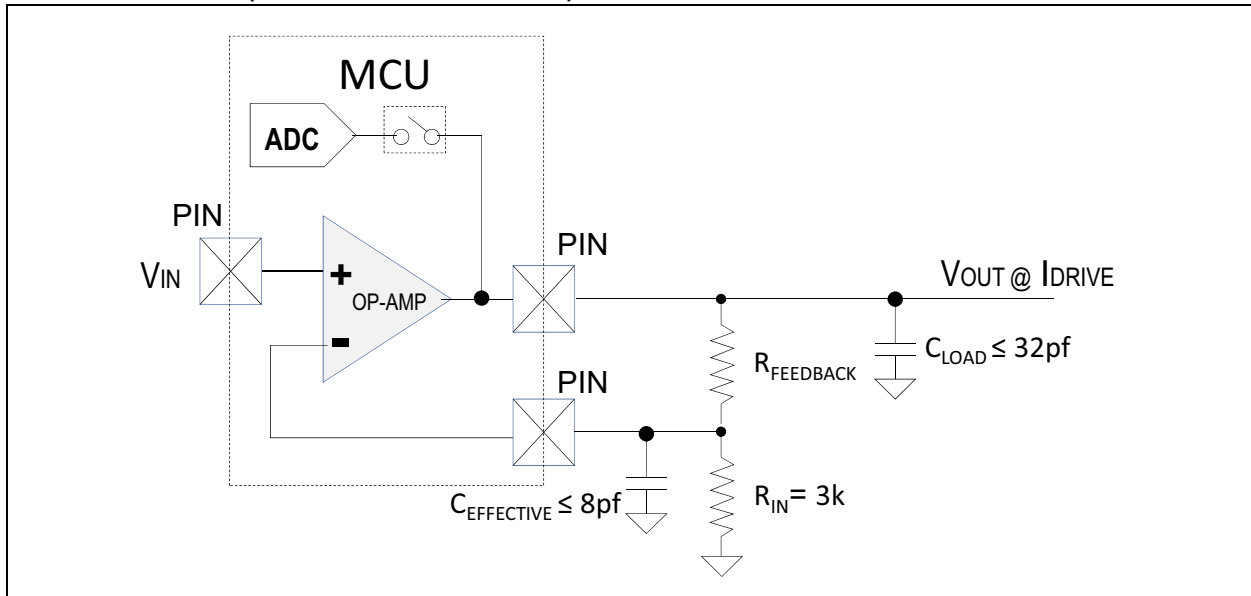 MCU
ADC
PIN
VIN
+
OP-AMP
-
PIN
VOUT @ IDRIVE
RFEEDBACK
CLOAD ≤ 32pf
PIN
CEFFECTIVE ≤ 8pf
RIN= 3k